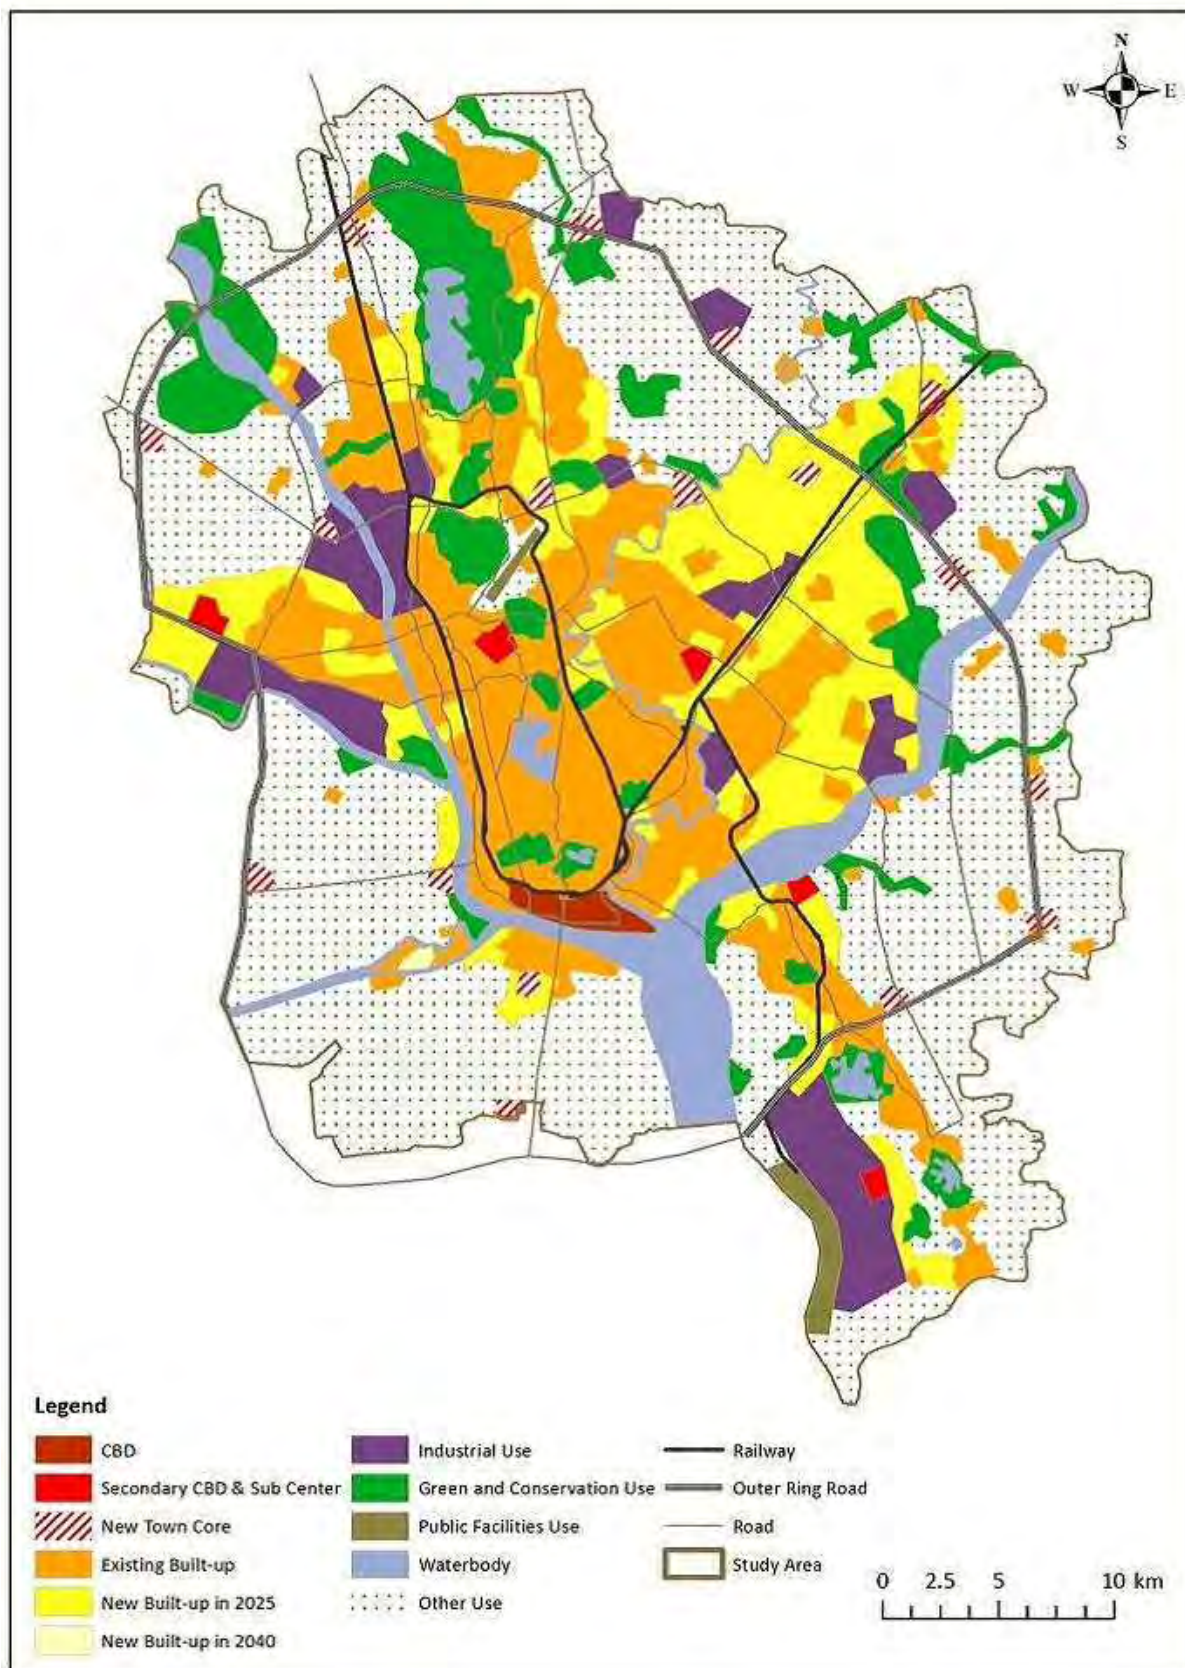 N
W E
S
Legend
CBD
Secondary CBD & Sub Center
New Town Core
Existing Built-up
New Built-up in 2025
New Built-up in 2040
Industrial Use
Green and Conservation Use
Public Facilities Use
Waterbody
Other Use
Railway
Outer Ring Road
Road
Study Area
0 2.5 5 10 km